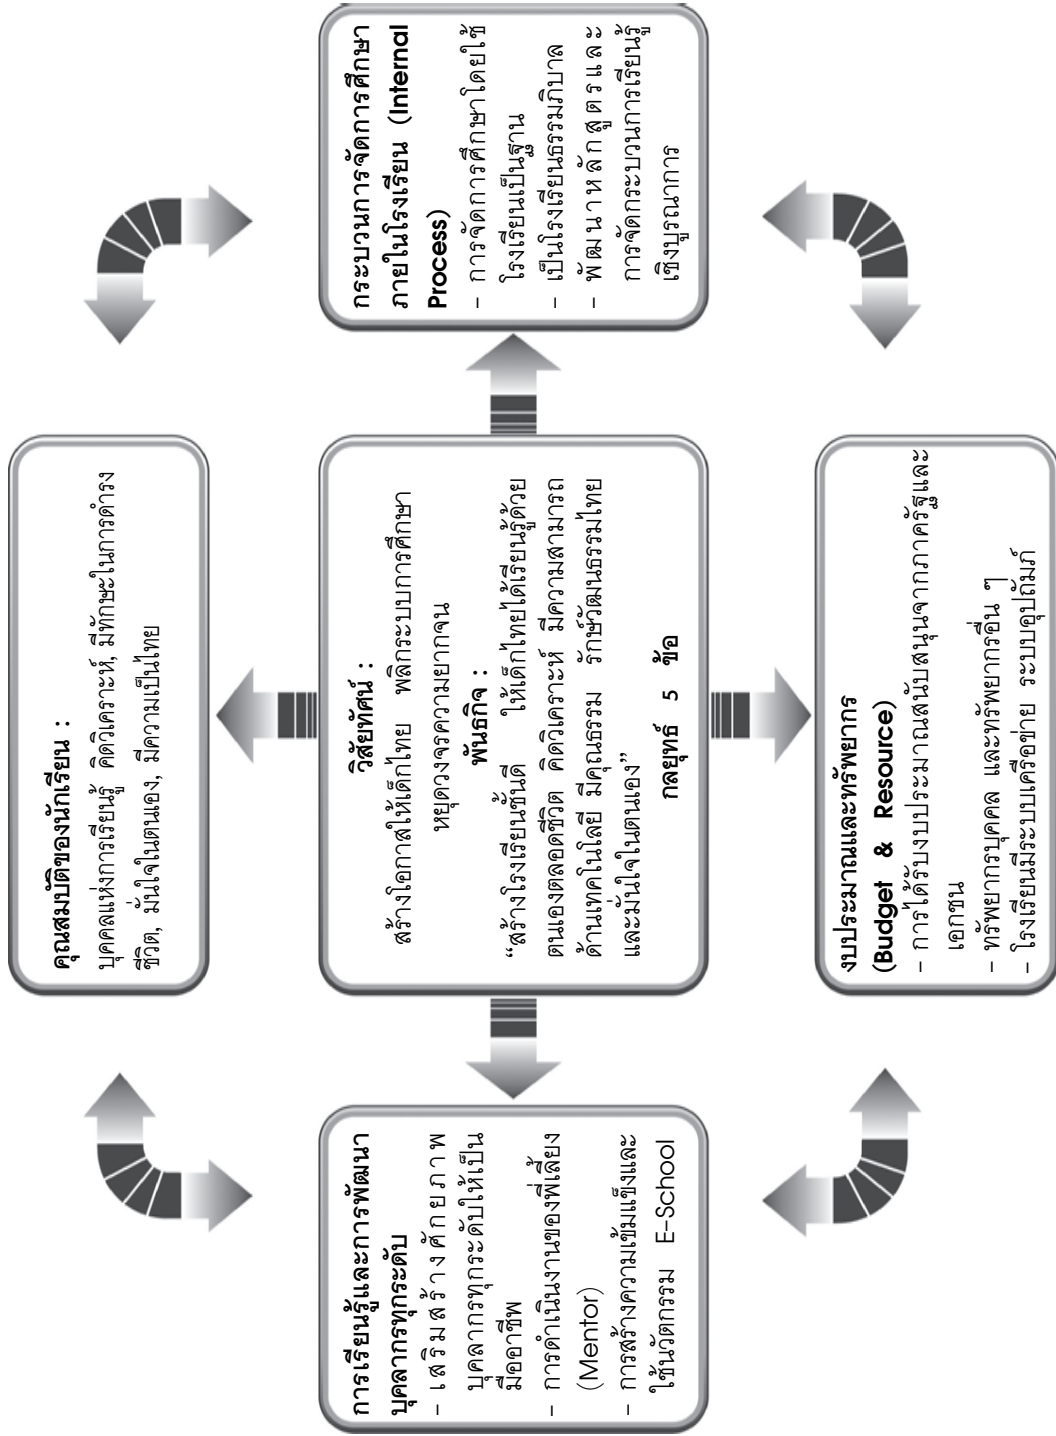 คุณสมบัติของนักเรียน :
บุคคลแห่งการเรียนรู้ คิดวิเคราะห์, มีทักษะในการดำรง
ชีวิต, มั่นใจในตนเอง, มีความเป็นไทย
การเรียนรู้และการพัฒนา
บุคลากรทุกระดับ
- เสริมสร้างศักยภาพ
บุคลากรทุกระดับให้เป็น
มืออาชีพ
- การดำเนินงานของพี่เลี้ยง
(Mentor)
- การสร้างความเข้มแข็งและ
ใช้นวัตกรรม E-School
วิสัยทัศน์ :
สร้างโอกาสให้เด็กไทย พลิกระบบการศึกษา
หยุดวงจรความยากจน
พันธกิจ :
“สร้างโรงเรียนชั้นดี ให้เด็กไทยได้เรียนรู้ด้วย
ตนเองตลอดชีวิต คิดวิเคราะห์ มีความสามารถ
ด้านเทคโนโลยี มีคุณธรรม รักษ์วัฒนธรรมไทย
และมั่นใจในตนเอง”
กลยุทธ์ 5 ข้อ
กระบวนการจัดการศึกษา
ภายในโรงเรียน (Internal
Process)
- การจัดการศึกษาโดยใช้
โรงเรียนเป็นฐาน
- เป็นโรงเรียนธรรมภิบาล
- พัฒนาหลักสูตรและ
การจัดกระบวนการเรียนรู้
เชิงบูรณาการ
งบประมาณและทรัพยากร
(Budget & Resource)
- การได้รับงบประมาณสนับสนุนจากภาครัฐและ
เอกชน
- ทรัพยากรบุคคล และทรัพยากรอื่น ๆ
- โรงเรียนมีระบบเครือข่าย ระบบอุปถัมภ์